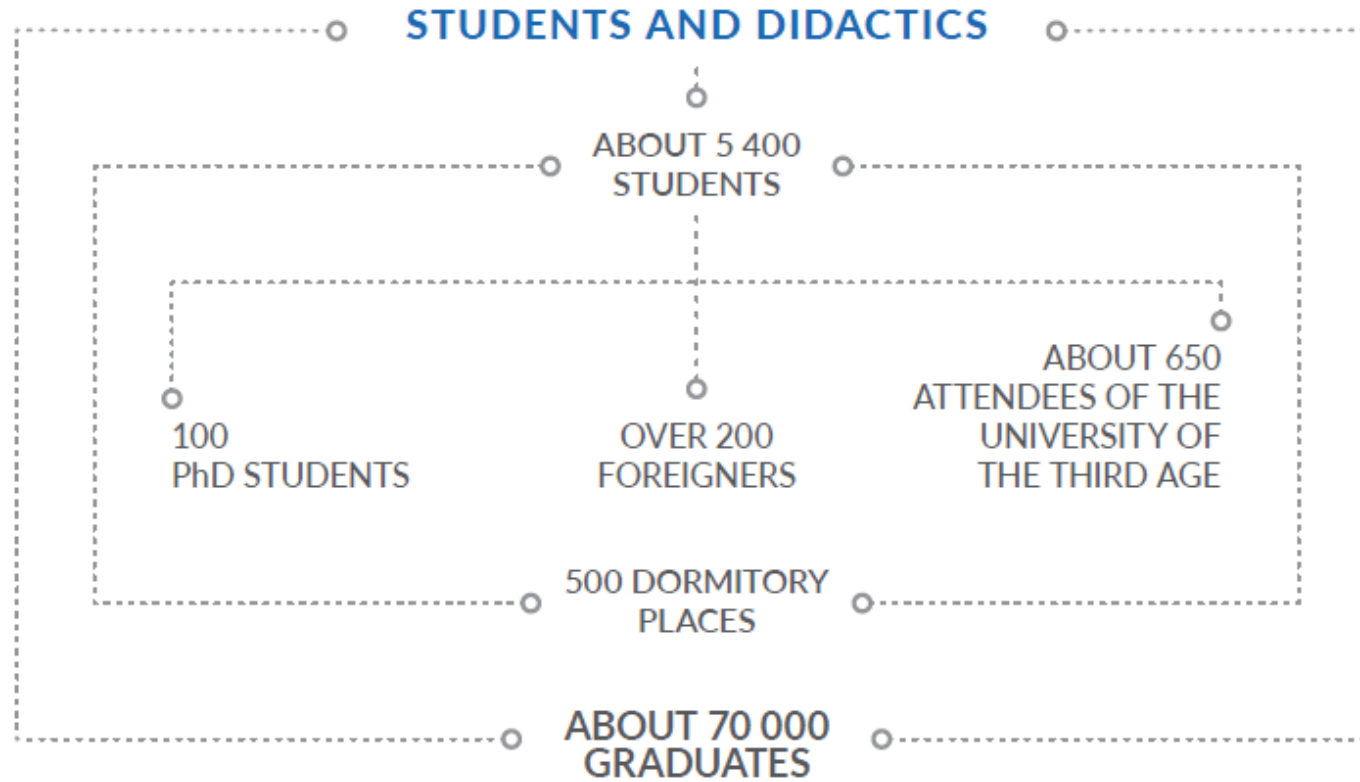 STUDENTS AND DIDACTICS
ABOUT 5 400
STUDENTS
100
PhD STUDENTS
OVER 200
FOREIGNERS
ABOUT 650
ATTENDEES OF THE
UNIVERSITY OF
THE THIRD AGE
500 DORMITORY
PLACES
ABOUT 70 000
GRADUATES